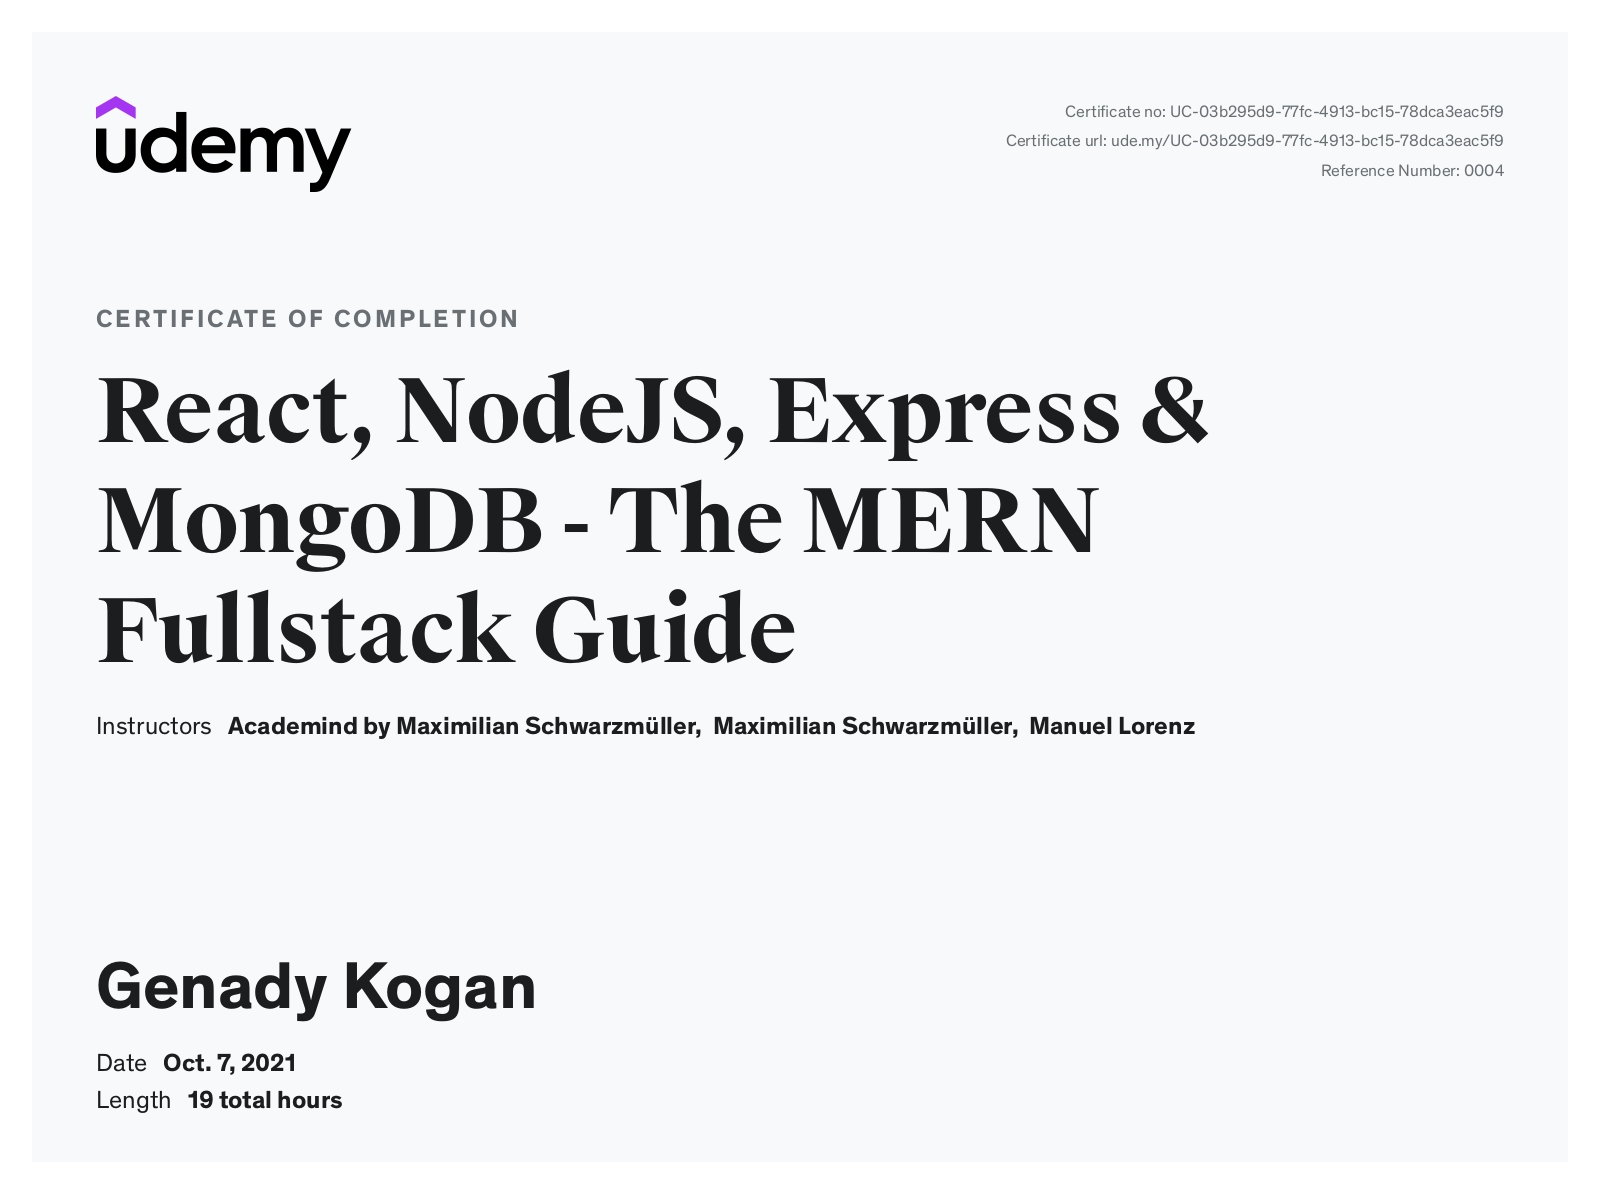 udemy
Certificate no: UC-03b295d9-77fc-4913-bc15-78dca3eac5f9
Certificate url: ude.my/UC-03b295d9-77fc-4913-bc15-78dca3eac5f9
Reference Number: 0004
CERTIFICATE OF COMPLETION
React, NodeJS, Express &
MongoDB - The MERN
Fullstack Guide
Instructors Academind by Maximilian Schwarzmüller, Maximilian Schwarzmüller, Manuel Lorenz
Genady Kogan
Date Oct. 7, 2021
Length 19 total hours